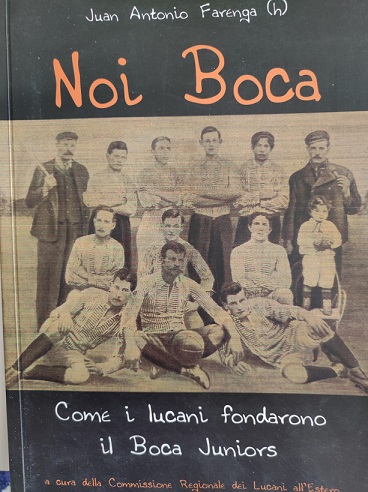 Juan Antonio Farenga (h)
Noi Boca
Come i lucani fondarono
il Boca Juniors
a cura della Commissione Regionale dei Lucani all'Estero